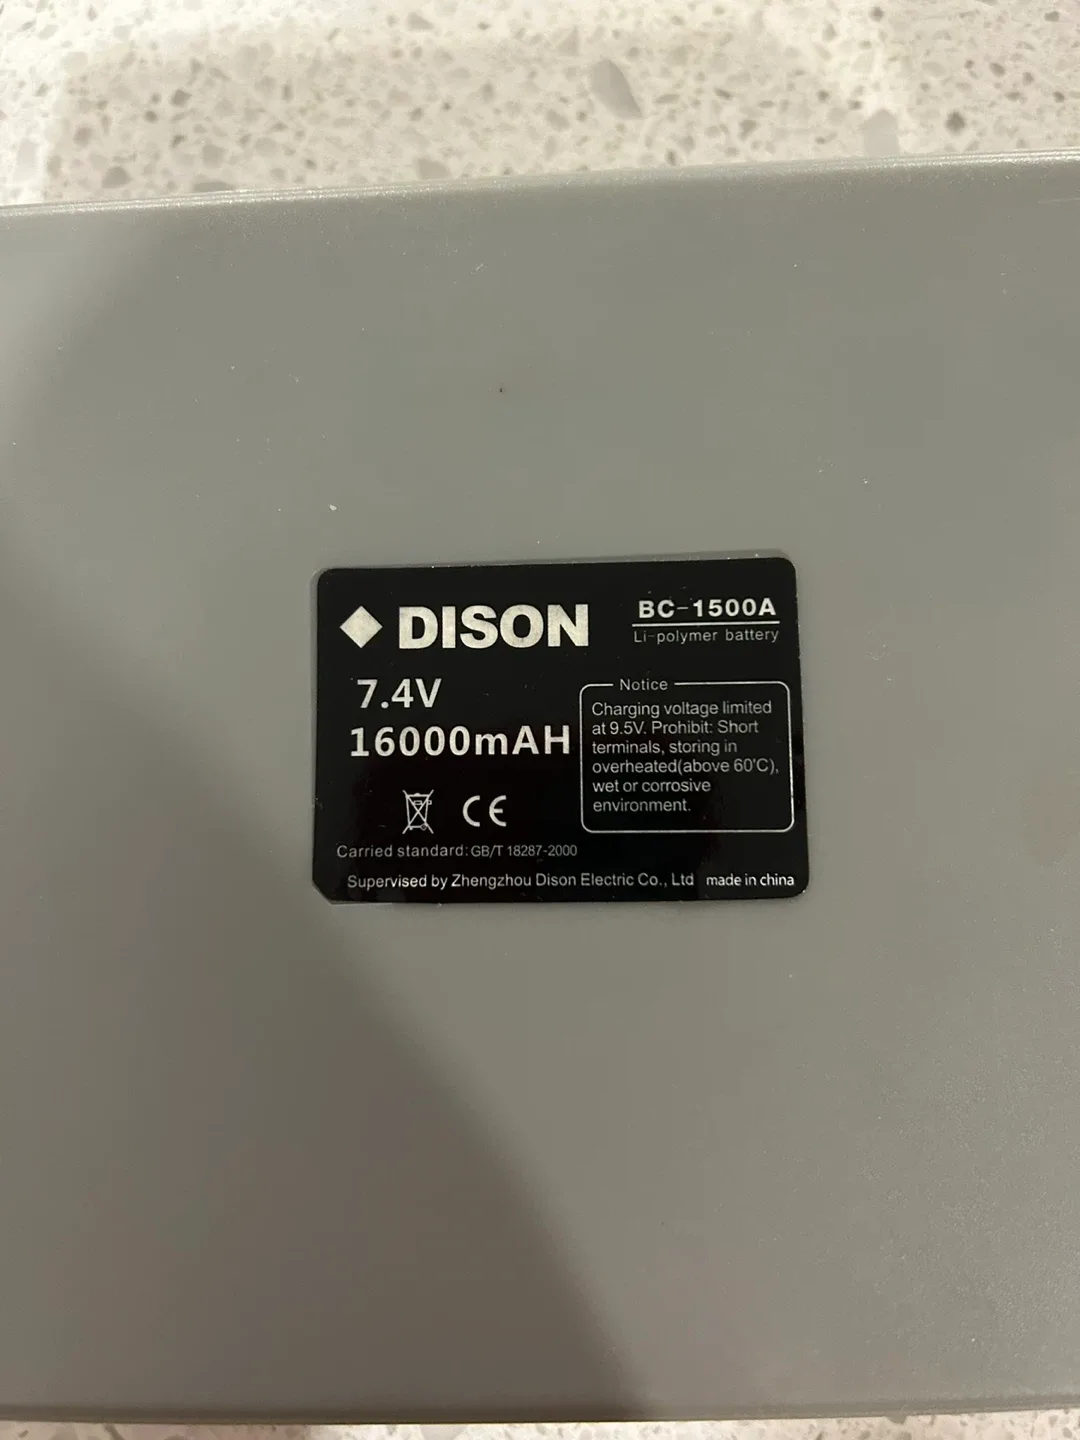 DISON
BC-1500A
Li-polymer battery
7.4V
16000mAH
Notice
Charging voltage limited
at 9.5V. Prohibit: Short
terminals, storing in
overheated(above 60'C),
wet or corrosive
environment.
CE
Carried standard: GB/T 18287-2000
Supervised by Zhengzhou Dison Electric Co., Ltd made in china